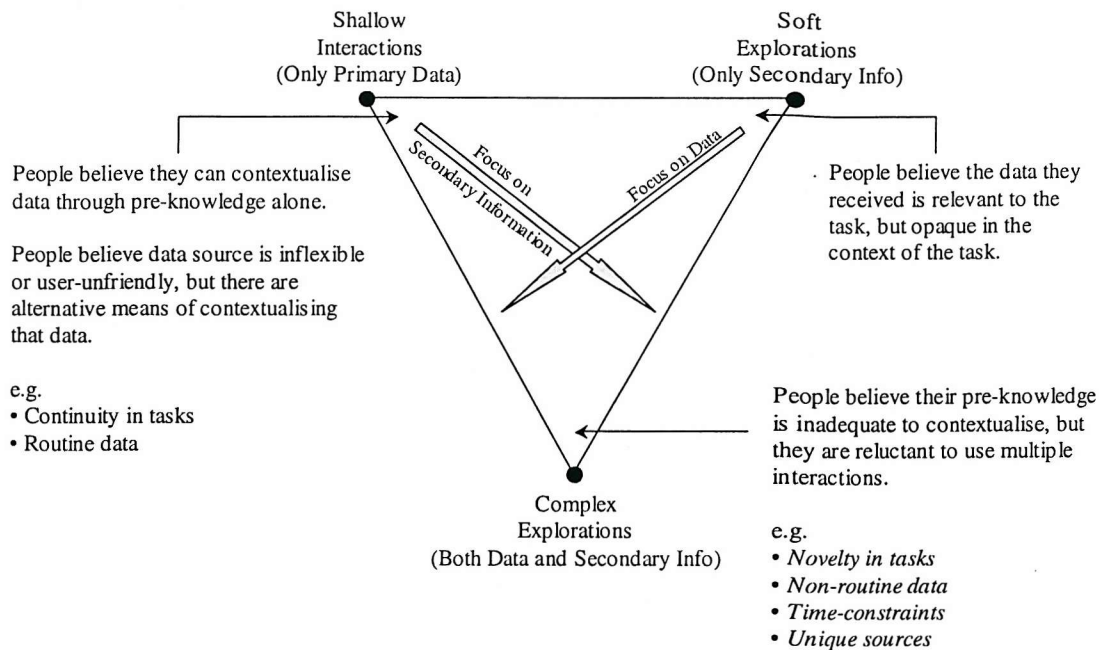 Shallow
Interactions
(Only Primary Data)
Soft
Explorations
(Only Secondary Info)
Focus on
Secondary Information
Focus on Data
People believe they can contextualise
data through pre-knowledge alone.
People believe data source is inflexible
or user-unfriendly, but there are
alternative means of contextualising
that data.
e.g.
• Continuity in tasks
• Routine data
People believe the data they
received is relevant to the
task, but opaque in the
context of the task.
Complex
Explorations
(Both Data and Secondary Info)
People believe their pre-knowledge
is inadequate to contextualise, but
they are reluctant to use multiple
interactions.
e.g.
• Novelty in tasks
• Non-routine data
• Time-constraints
• Unique sources